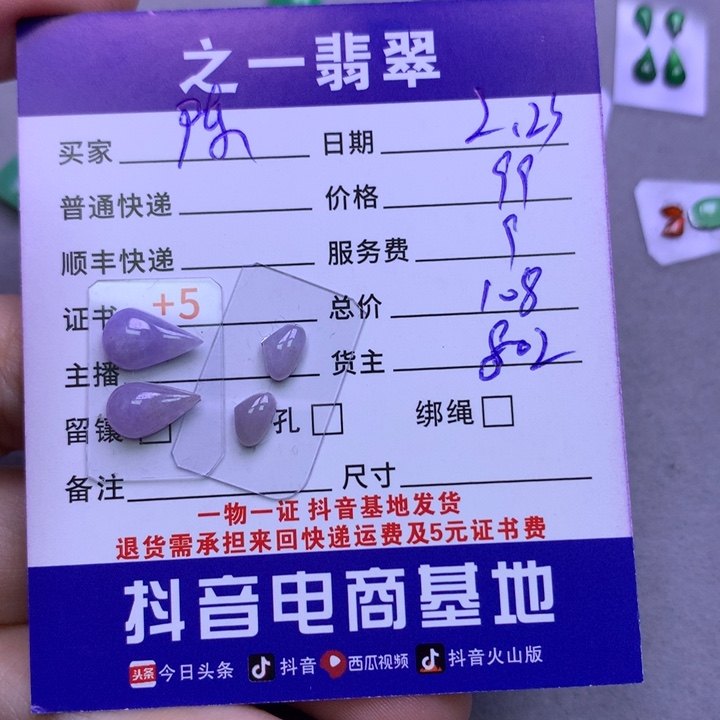 之一翡翠
买家 陈 日期 2.25
普通快递 价格 99
顺丰快递 服务费 9
证书 +5 总价 108
主播 货主 802
留镶 孔 绑绳
备注 尺寸
一物一证 抖音基地发货
退货需承担来回快递运费及5元证书费
抖音电商基地
头条 今日头条 抖音 西瓜视频 抖音火山版